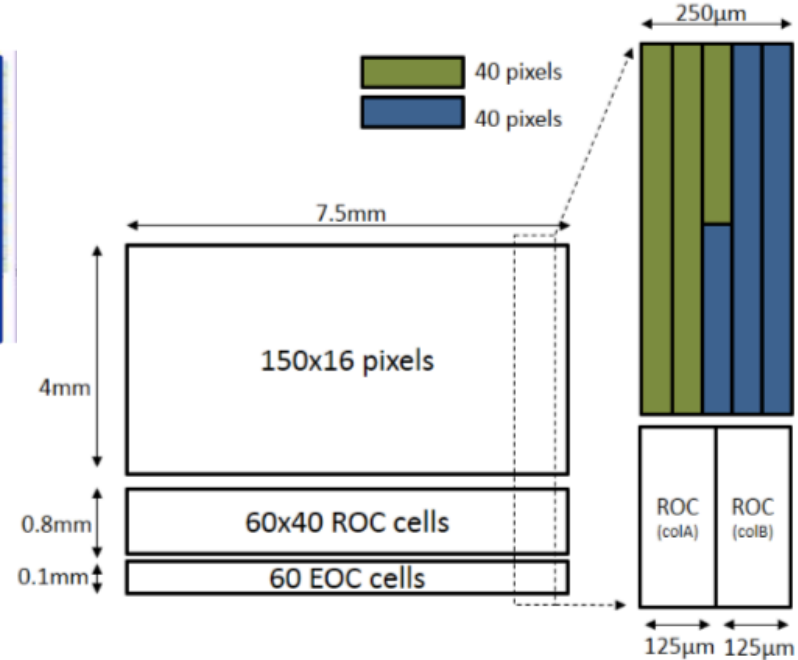 250µm
40 pixels
40 pixels
7.5mm
150x16 pixels
4mm
0.8mm
60x40 ROC cells
0.1mm
60 EOC cells
ROC
(colA)
ROC
(colB)
125µm 125µm